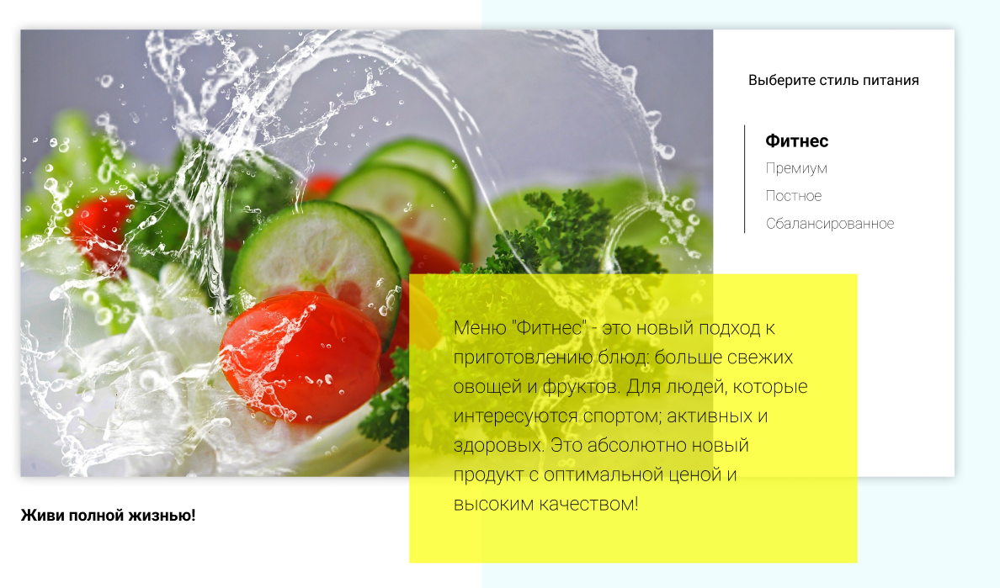 Выберите стиль питания
Фитнес
Премиум
Постное
Сбалансированное
Меню "Фитнес" - это новый подход к
приготовлению блюд: больше свежих
овощей и фруктов. Для людей, которые
интересуются спортом; активных и
здоровых. Это абсолютно новый
продукт с оптимальной ценой и
высоким качеством!
Живи полной жизнью!